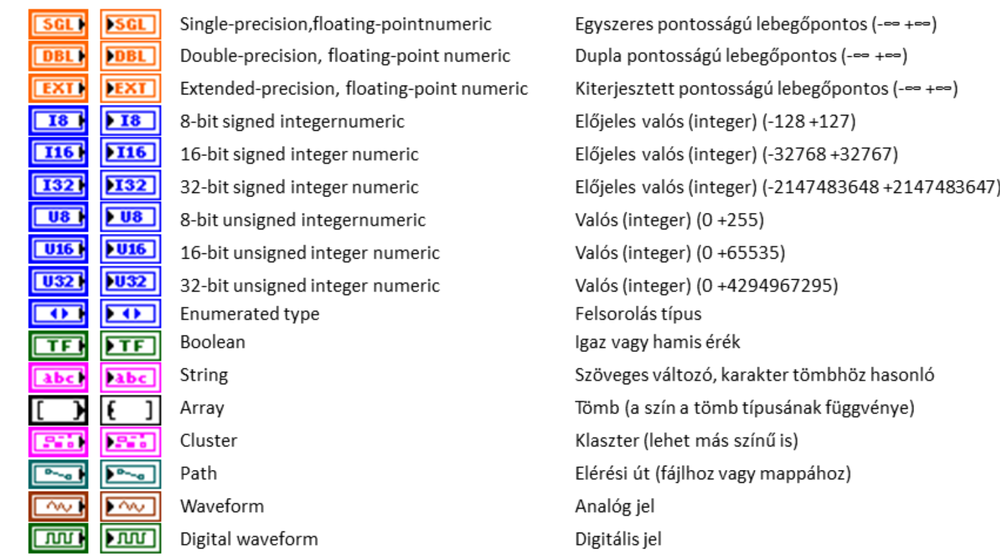 SGL SGL Single-precision,floating-pointnumeric Egyszeres pontosságú lebegőpontos (-∞ +∞)
DBL DBL Double-precision, floating-point numeric Dupla pontosságú lebegőpontos (-∞ +∞)
EXT EXT Extended-precision, floating-point numeric Kiterjesztett pontosságú lebegőpontos (-∞ +∞)
I8 I8 8-bit signed integernumeric Előjeles valós (integer) (-128 +127)
I16 I16 16-bit signed integer numeric Előjeles valós (integer) (-32768 +32767)
I32 I32 32-bit signed integer numeric Előjeles valós (integer) (-2147483648 +2147483647)
U8 U8 8-bit unsigned integernumeric Valós (integer) (0 +255)
U16 U16 16-bit unsigned integer numeric Valós (integer) (0 +65535)
U32 U32 32-bit unsigned integer numeric Valós (integer) (0 +4294967295)
Enumerated type Felsorolás típus
TF TF Boolean Igaz vagy hamis érék
abc abc String Szöveges változó, karakter tömbhöz hasonló
[ ] [ ] Array Tömb (a szín a tömb típusának függvénye)
Cluster Klaszter (lehet más színű is)
Path Elérési út (fájlhoz vagy mappához)
Waveform Analóg jel
Digital waveform Digitális jel